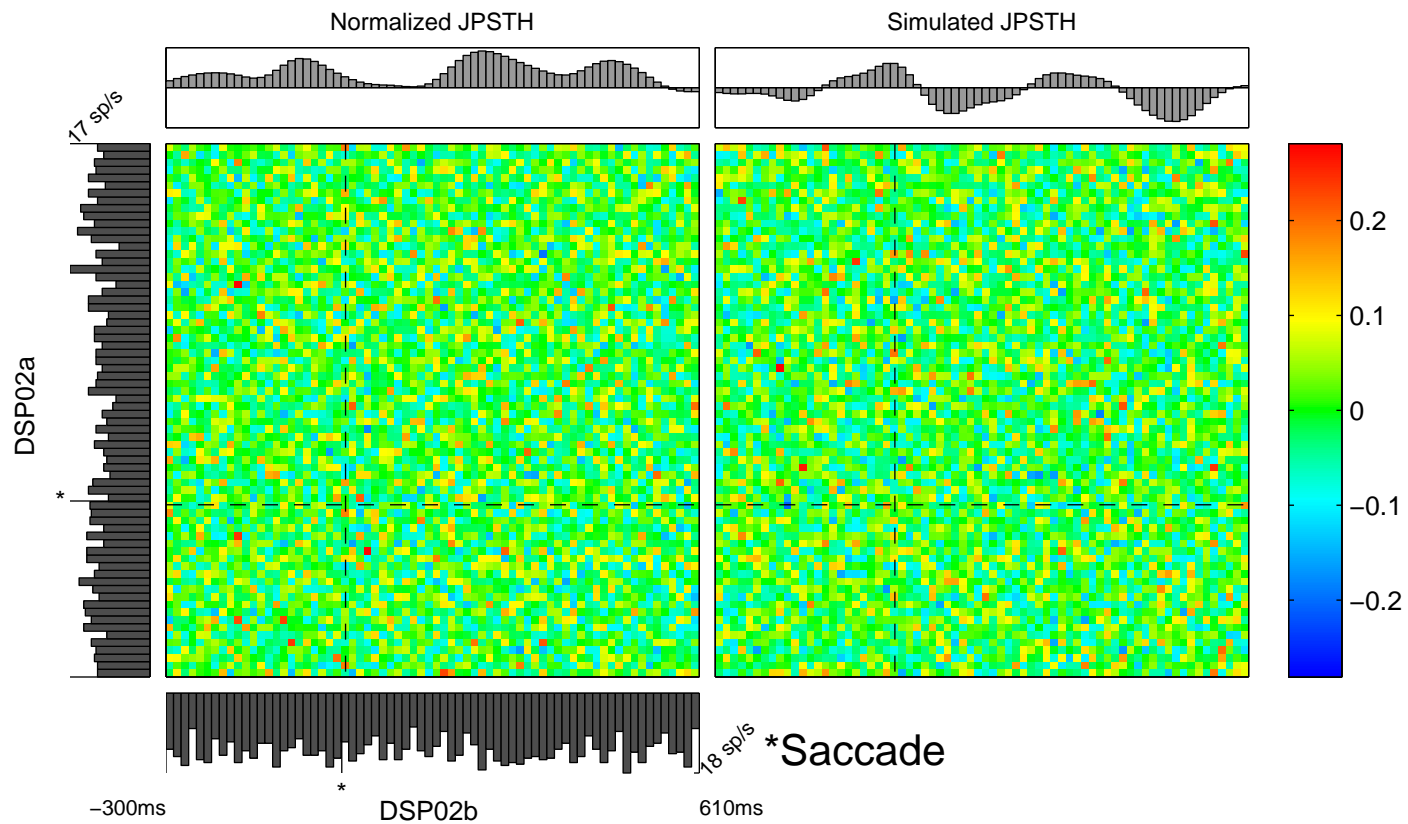 Normalized JPSTH
Simulated JPSTH
17 sp/s
DSP02a
*
0.2
0.1
0
−0.1
−0.2
18 sp/s
*Saccade
*
−300ms
DSP02b
610ms